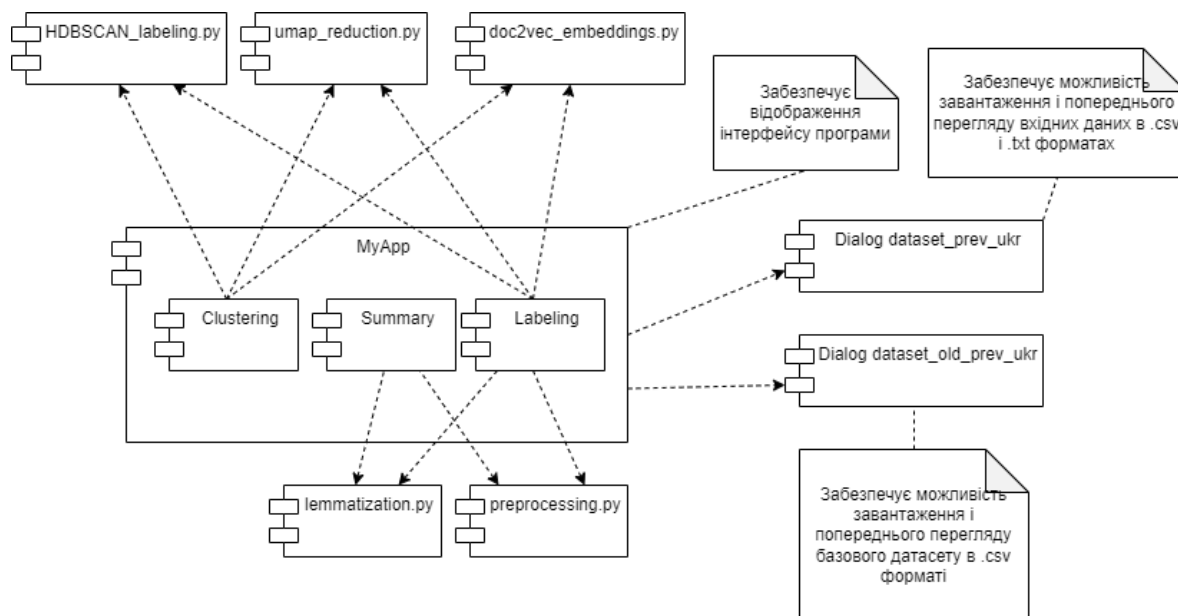 HDBSCAN_labeling.py
umap_reduction.py
doc2vec_embeddings.py
Забезпечує
відображення
інтерфейсу програми
Забезпечує можливість
завантаження і попереднього
перегляду вхідних даних в .csv
і .txt форматах
MyApp
Dialog dataset_prev_ukr
Clustering
Summary
Labeling
Dialog dataset_old_prev_ukr
lemmatization.py
preprocessing.py
Забезпечує можливість
завантаження і
попереднього перегляду
базового датасету в .csv
форматі